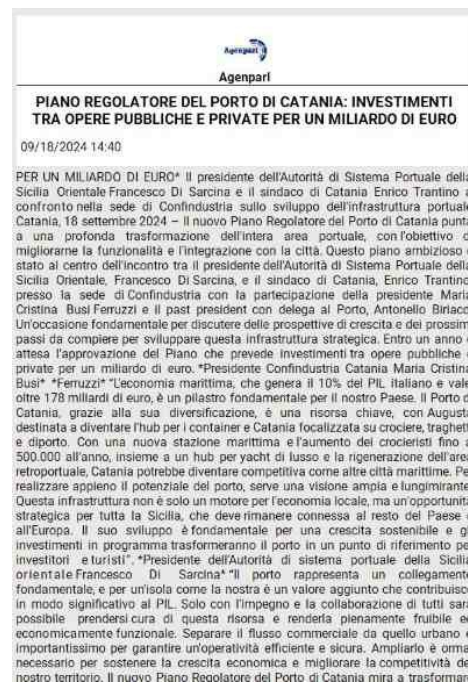 Agenparl
Agenparl
PIANO REGOLATORE DEL PORTO DI CATANIA: INVESTIMENTI
TRA OPERE PUBBLICHE E PRIVATE PER UN MILIARDO DI EURO
09/18/2024 14:40
PER UN MILIARDO DI EURO* Il presidente dell'Autorità di Sistema Portuale della
Sicilia Orientale Francesco Di Sarcina e il sindaco di Catania Enrico Trantino a
confronto nella sede di Confindustria sullo sviluppo dell'infrastruttura portuale
Catania, 18 settembre 2024 – Il nuovo Piano Regolatore del Porto di Catania punta
a una profonda trasformazione dell'intera area portuale, con l'obiettivo di
migliorarne la funzionalità e l'integrazione con la città. Questo piano ambizioso è
stato al centro dell'incontro tra il presidente dell'Autorità di Sistema Portuale della
Sicilia Orientale, Francesco Di Sarcina, e il sindaco di Catania, Enrico Trantino,
presso la sede di Confindustria con la partecipazione della presidente Maria
Cristina Busi Ferruzzi e il past president con delega al Porto, Antonello Biriaco.
Un'occasione fondamentale per discutere delle prospettive di crescita e dei prossimi
passi da compiere per sviluppare questa infrastruttura strategica. Entro un anno è
attesa l'approvazione del Piano che prevede investimenti tra opere pubbliche e
private per un miliardo di euro. *Presidente Confindustria Catania Maria Cristina
Busi* *Ferruzzi* "L'economia marittima, che genera il 10% del PIL italiano e vale
oltre 178 miliardi di euro, è un pilastro fondamentale per il nostro Paese. Il Porto di
Catania, grazie alla sua diversificazione, è una risorsa chiave, con Augusta
destinata a diventare l'hub per i container e Catania focalizzata su crociere, traghetti
e diporto. Con una nuova stazione marittima e l'aumento dei crocieristi fino a
500.000 all'anno, insieme a un hub per yacht di lusso e la rigenerazione dell'area
retroportuale, Catania potrebbe diventare competitiva come altre città marittime. Per
realizzare appieno il potenziale del porto, serve una visione ampia e lungimirante.
Questa infrastruttura non è solo un motore per l'economia locale, ma un'opportunità
strategica per tutta la Sicilia, che deve rimanere connessa al resto del Paese e
all'Europa. Il suo sviluppo è fondamentale per una crescita sostenibile e gli
investimenti in programma trasformeranno il porto in un punto di riferimento per
investitori e turisti". *Presidente dell'Autorità di sistema portuale della Sicilia
orientale Francesco Di Sarcina* "Il porto rappresenta un collegamento
fondamentale, e per un'isola come la nostra è un valore aggiunto che contribuisce
in modo significativo al PIL. Solo con l'impegno e la collaborazione di tutti sarà
possibile prendersi cura di questa risorsa e renderla pienamente fruibile ed
economicamente funzionale. Separare il flusso commerciale da quello urbano è
importantissimo per garantire un'operatività efficiente e sicura. Ampliarlo è ormai
necessario per sostenere la crescita economica e migliorare la competitività del
nostro territorio. Il nuovo Piano Regolatore del Porto di Catania mira a trasformare